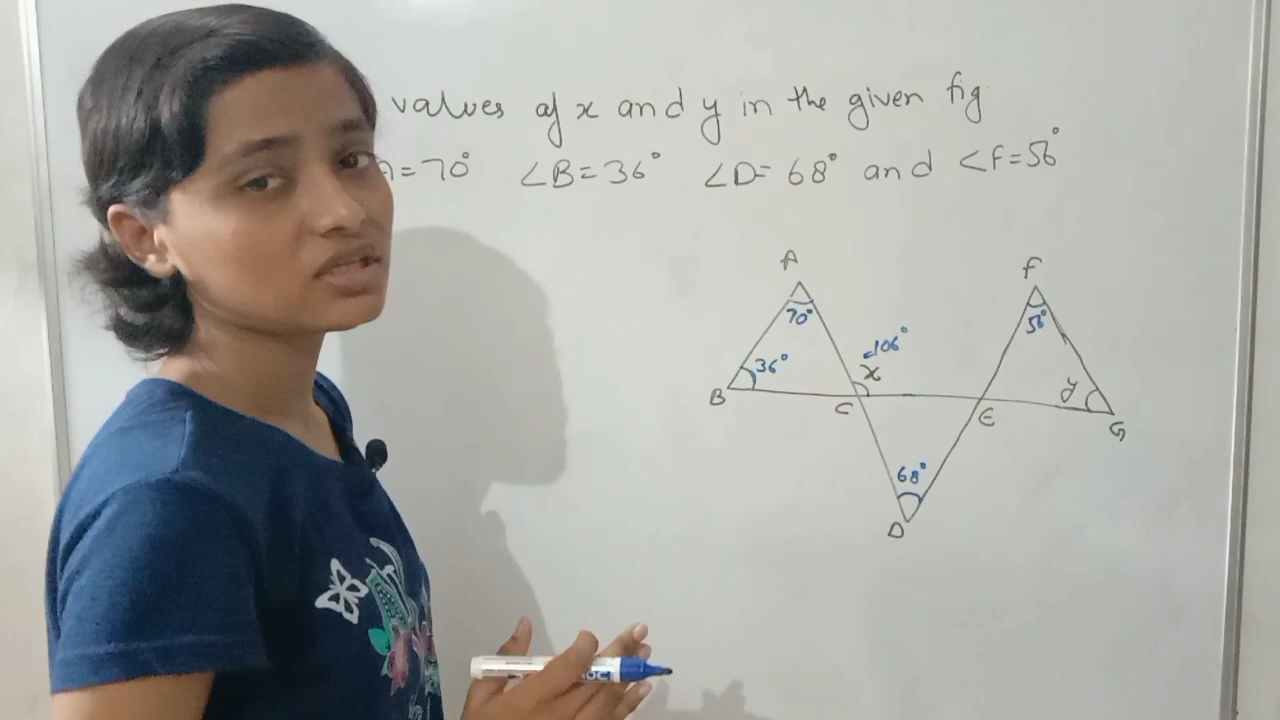 values of x and y in the given fig
=70° ∠B=36° ∠D=68° and ∠F=56°
A
F
70°
56°
106°
36°
x
y
B
C
E
G
68°
D